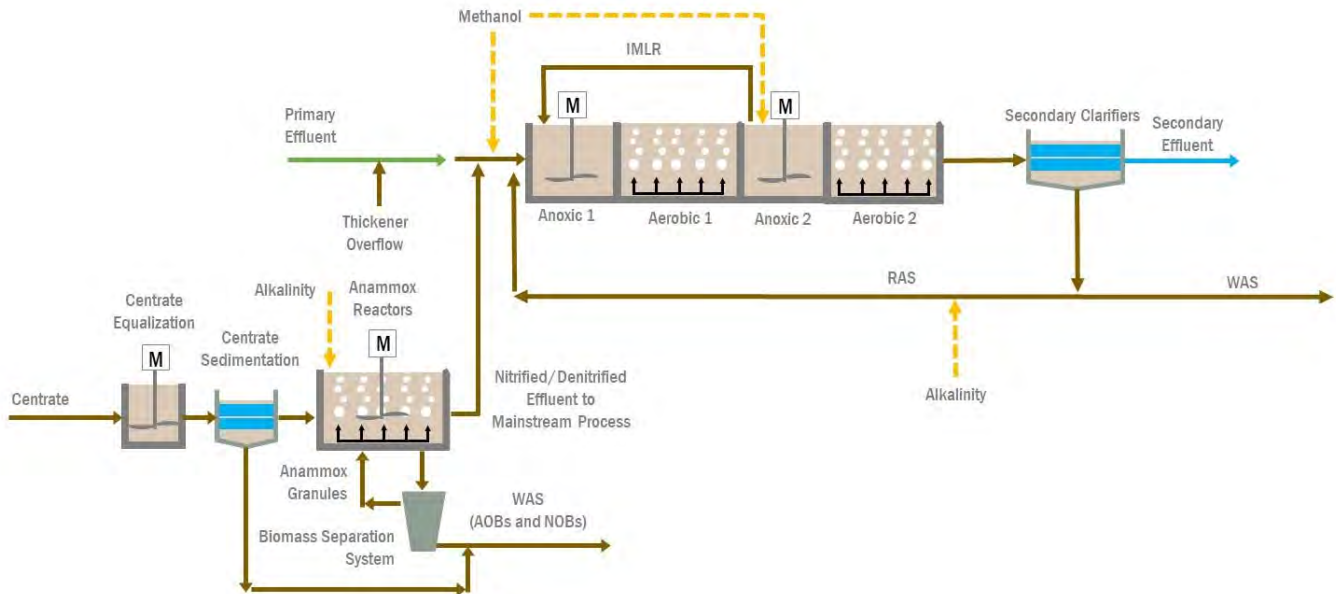 Methanol
IMLR
M
M
Primary
Effluent
Secondary Clarifiers
Secondary
Effluent
Anoxic 1
Aerobic 1
Anoxic 2
Aerobic 2
Thickener
Overflow
RAS
WAS
Alkalinity
Anammox
Reactors
Centrate
Equalization
Centrate
Sedimentation
M
M
Centrate
Nitrified/Denitrified
Effluent to
Mainstream Process
Alkalinity
Anammox
Granules
WAS
(AOBs and NOBs)
Biomass Separation
System